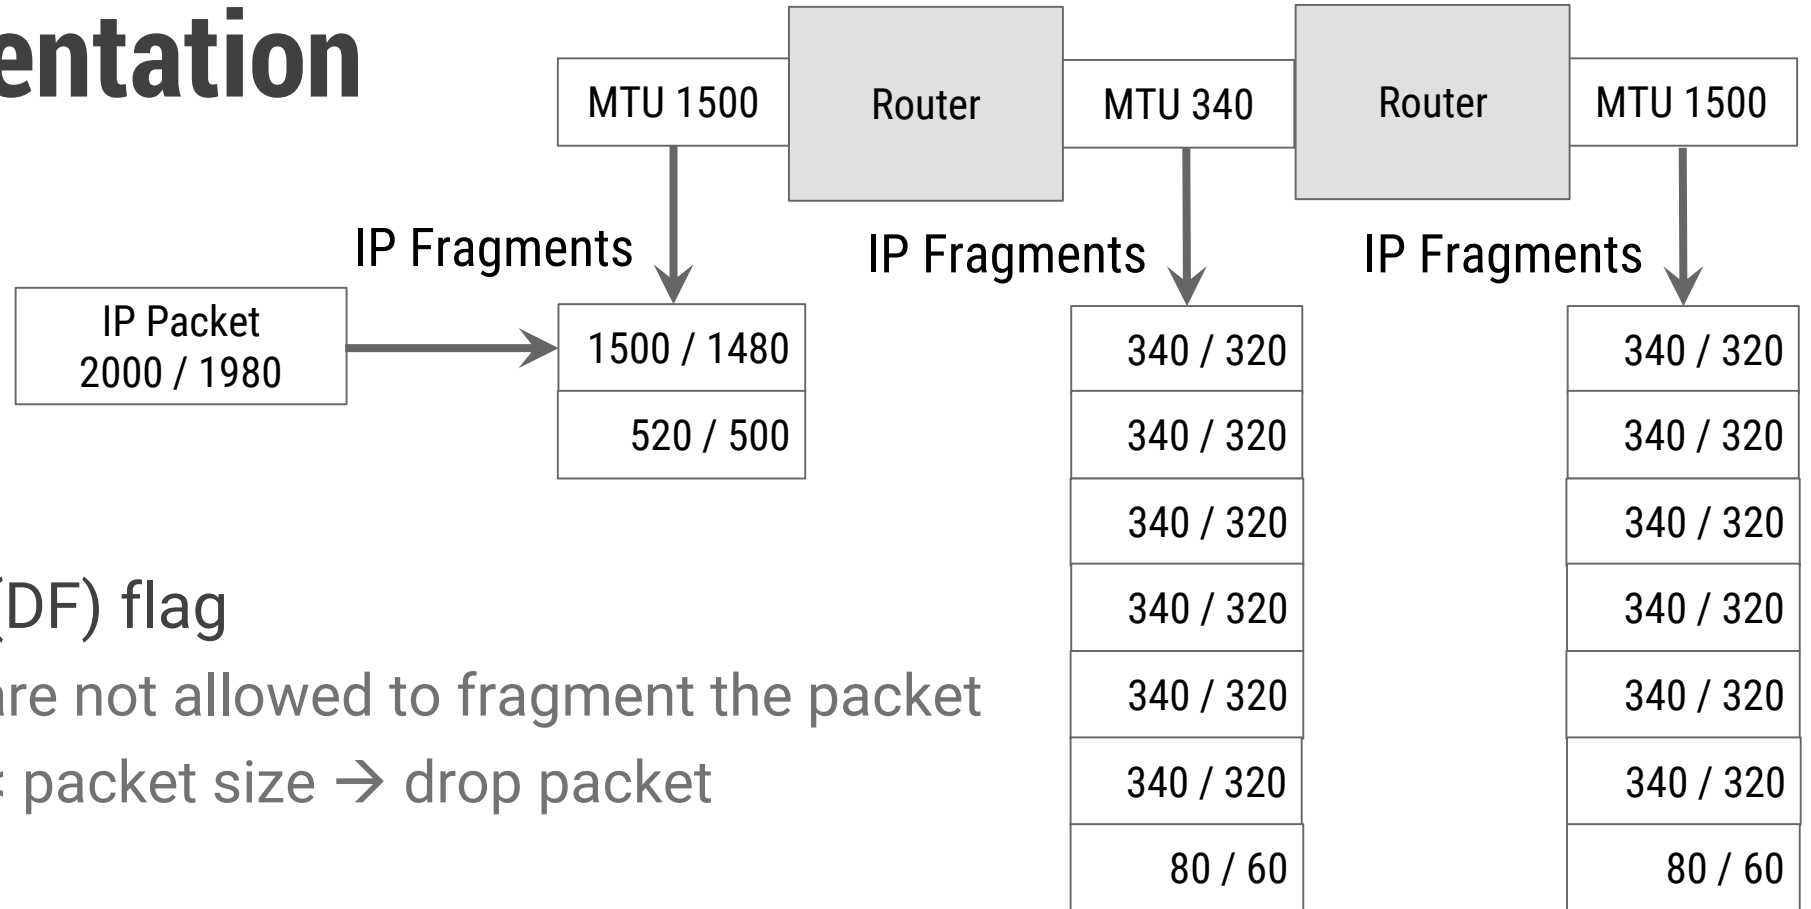 entation
MTU 1500
Router
MTU 340
Router
MTU 1500
IP Fragments
IP Fragments
IP Fragments
IP Packet
2000 / 1980
1500 / 1480
520 / 500
340 / 320
340 / 320
340 / 320
340 / 320
340 / 320
340 / 320
80 / 60
340 / 320
340 / 320
340 / 320
340 / 320
340 / 320
340 / 320
80 / 60
(DF) flag
are not allowed to fragment the packet
< packet size → drop packet